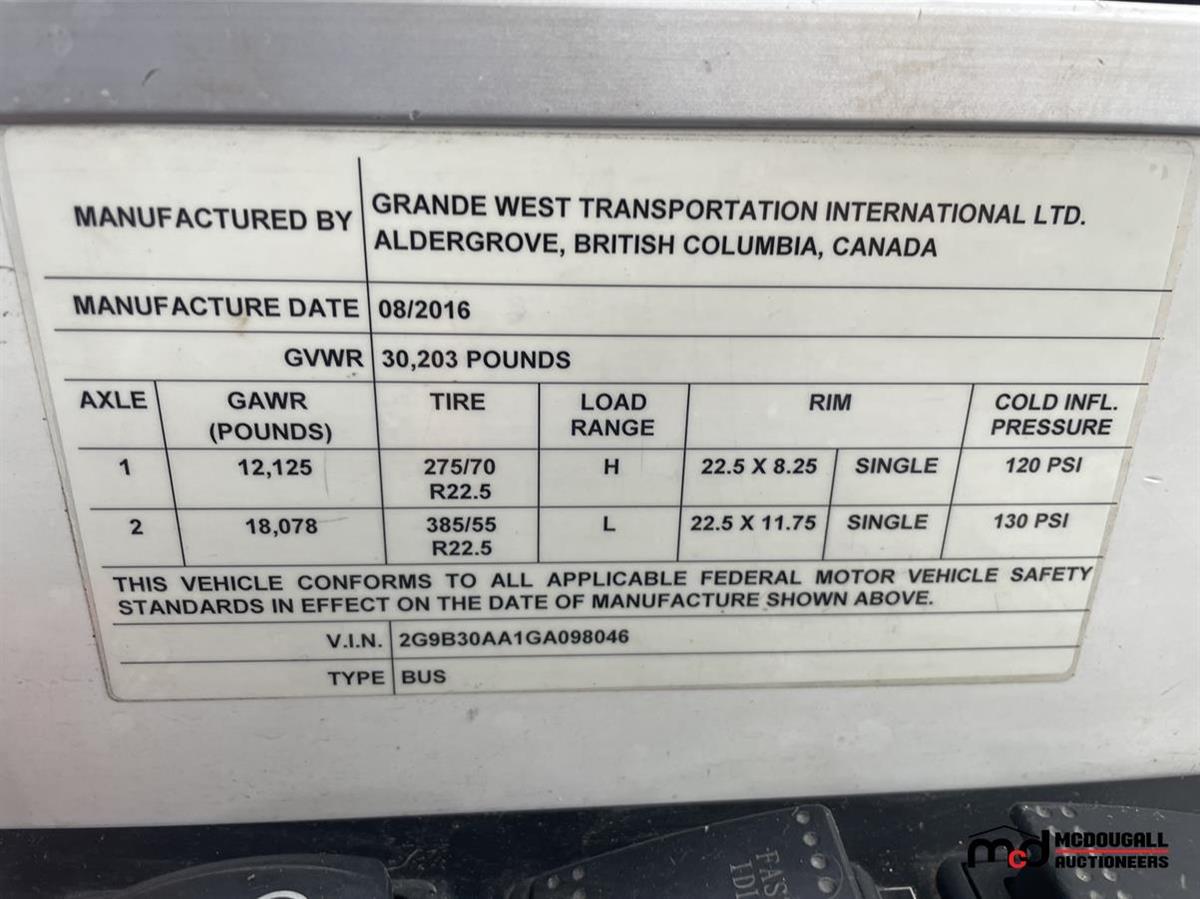 MANUFACTURED BY GRANDE WEST TRANSPORTATION INTERNATIONAL LTD.
ALDERGROVE, BRITISH COLUMBIA, CANADA
MANUFACTURE DATE 08/2016
GVWR 30,203 POUNDS
AXLE GAWR TIRE LOAD RIM COLD INFL.
(POUNDS) RANGE PRESSURE
1 12,125 275/70 H 22.5 X 8.25 SINGLE 120 PSI
R22.5
2 18,078 385/55 L 22.5 X 11.75 SINGLE 130 PSI
R22.5
THIS VEHICLE CONFORMS TO ALL APPLICABLE FEDERAL MOTOR VEHICLE SAFETY
STANDARDS IN EFFECT ON THE DATE OF MANUFACTURE SHOWN ABOVE.
V.I.N. 2G9B30AA1GA098046
TYPE BUS
mcd MCDOUGALL
AUCTIONEERS